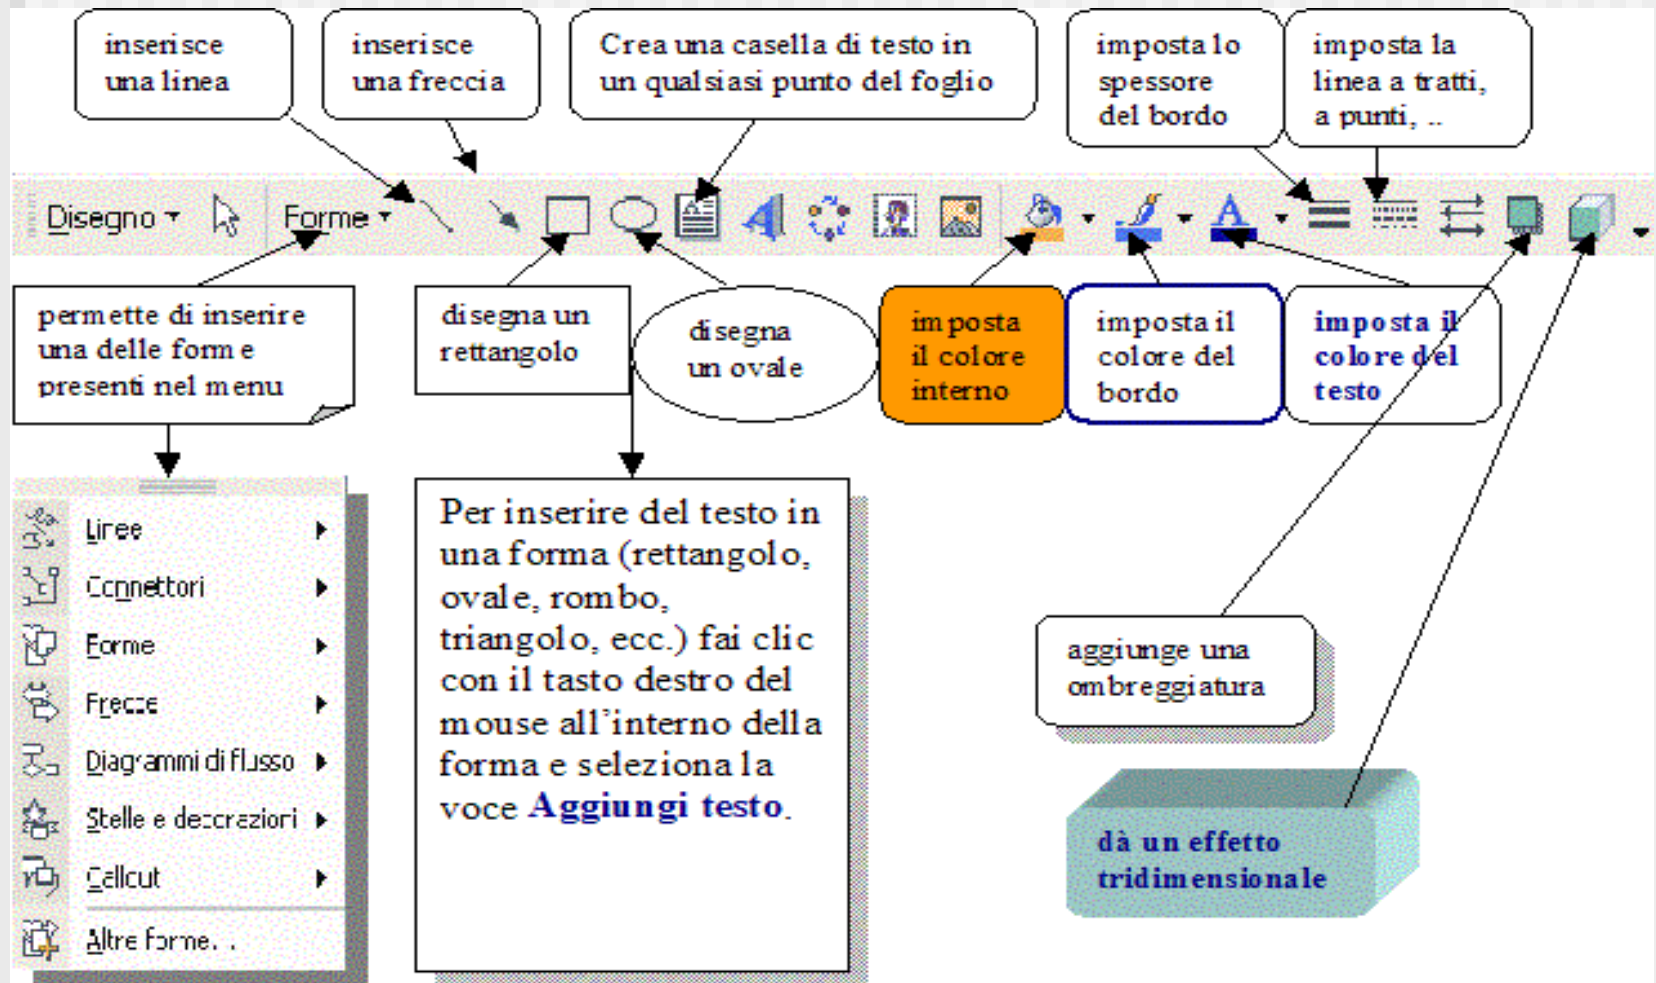 inserisce
una linea
inserisce
una freccia
Crea una casella di testo in
un qualsiasi punto del foglio
imposta lo
spessore
del bordo
imposta la
linea a tratti,
a punti, ..
Disegno
Forme
permette di inserire
una delle forme
presenti nel menu
disegna un
rettangolo
disegna
un ovale
imposta
il colore
interno
imposta il
colore del
bordo
imposta il
colore del
testo
Linee
Connettori
Forme
Frecce
Diagrammi di flusso
Stelle e decorazioni
Callout
Altre forme...
Per inserire del testo in
una forma (rettangolo,
ovale, rombo,
triangolo, ecc.) fai clic
con il tasto destro del
mouse all'interno della
forma e seleziona la
voce Aggiungi testo.
aggiunge una
ombreggiatura
dà un effetto
tridimensionale